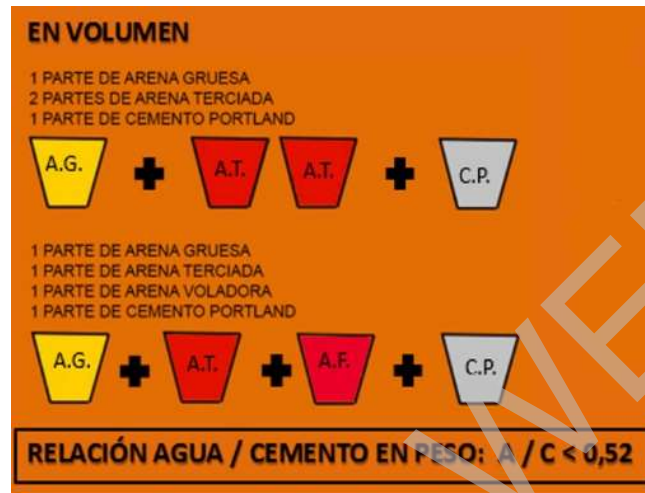 EN VOLUMEN
1 PARTE DE ARENA GRUESA
2 PARTES DE ARENA TERCIADA
1 PARTE DE CEMENTO PORTLAND
A.G. + A.T. A.T. + C.P.
1 PARTE DE ARENA GRUESA
1 PARTE DE ARENA TERCIADA
1 PARTE DE ARENA VOLADORA
1 PARTE DE CEMENTO PORTLAND
A.G. + A.T. + A.F. + C.P.
RELACIÓN AGUA / CEMENTO EN PESO: A / C < 0,52